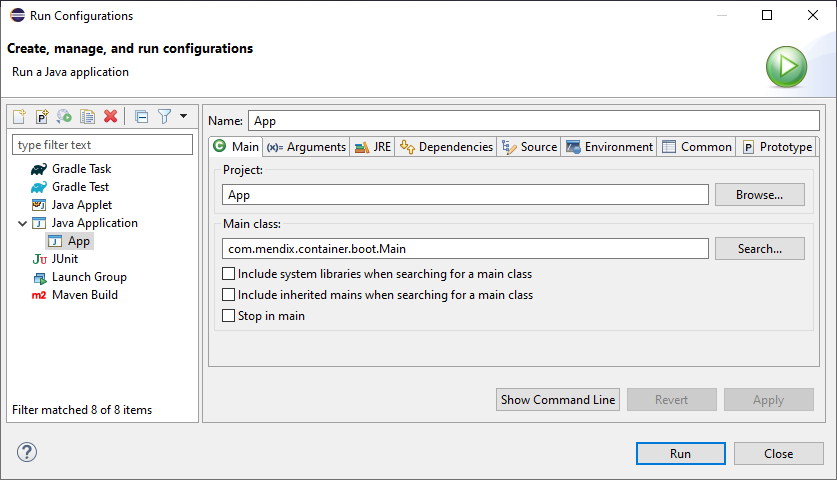 Run Configurations
Create, manage, and run configurations
Run a Java application
type filter text
Gradle Task
Gradle Test
Java Applet
Java Application
App
JUnit
Launch Group
Maven Build
Filter matched 8 of 8 items
Name: App
Main (x)= Arguments JRE Dependencies Source Environment Common Prototype
Project:
App Browse...
Main class:
com.mendix.container.boot.Main Search...
Include system libraries when searching for a main class
Include inherited mains when searching for a main class
Stop in main
Show Command Line Revert Apply
Run Close